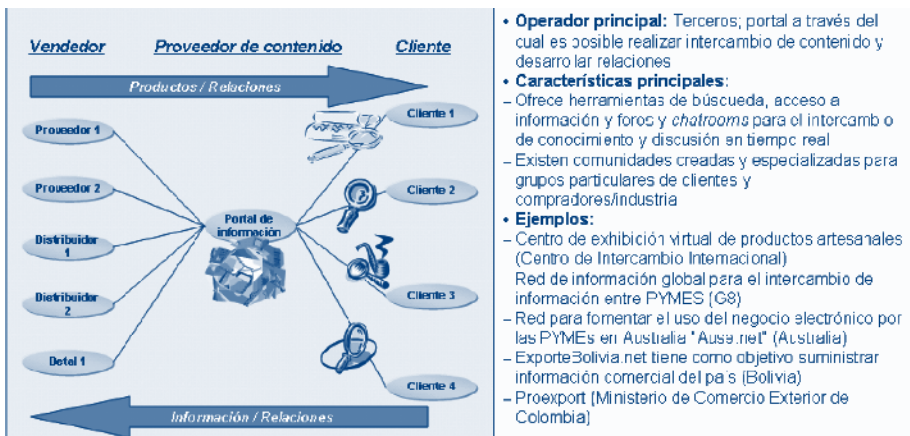 Vendedor
Proveedor de contenido
Cliente
Productos / Relaciones
Proveedor 1
Proveedor 2
Distribuidor
1
Distribuidor
2
Detal 1
Portal de
información
Cliente 1
Cliente 2
Cliente 3
Cliente 4
Información / Relaciones
• Operador principal: Terceros; portal a través del
cual es posible realizar intercambio de contenido y
desarrollar relaciones
• Características principales:
– Ofrece herramientas de búsqueda, acceso a
información y foros y chatrooms para el intercambio
de conocimiento y discusión en tiempo real
– Existen comunidades creadas y especializadas para
grupos particulares de clientes y
compradores/industria
• Ejemplos:
– Centro de exhibición virtual de productos artesanales
(Centro de Intercambio Internacional)
Red de información global para el intercambio de
información entre PYMES (G8)
– Red para fomentar el uso del negocio electrónico por
las PYMEs en Australia (Australia)
– ExporteBolivia.net tiene como objetivo suministrar
información comercial del país (Bolivia)
– Proexport (Ministerio de Comercio Exterior de
Colombia)